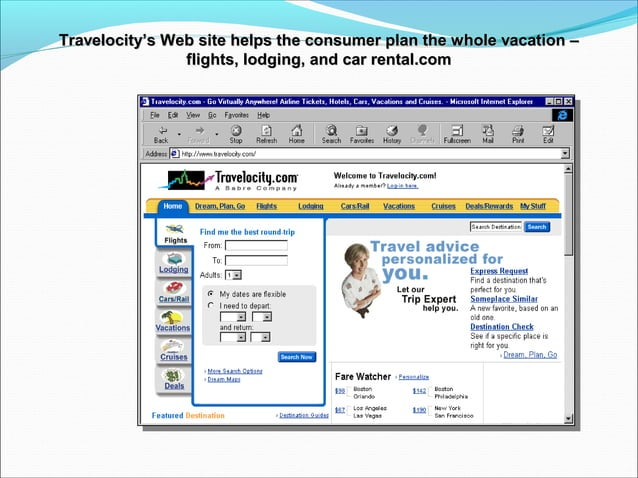 Travelocity's Web site helps the consumer plan the whole vacation –
flights, lodging, and car rental.com
Travelocity.com - Go Virtually Anywhere! Airline Tickets, Hotels, Cars, Vacations and Cruises. - Microsoft Internet Explorer
File Edit View Go Favorites Help
Back Forward Stop Refresh Home Search Favorites History Channels Fullscreen Mail Print Edit
Address http://www.travelocity.com/
Travelocity.com
A Sabre Company
Welcome to Travelocity.com!
Already a member? Log-in here.
Home Dream, Plan, Go Flights Lodging Cars/Rail Vacations Cruises Deals/Rewards My Stuff
Search Destination Search
Flights
Lodging
Cars/Rail
Vacations
Cruises
Deals
Find me the best round-trip
From:
To:
Adults: 1
My dates are flexible
I need to depart:
and return:
Search Now
› More Search Options
› Dream Maps
Travel advice
personalized for
you.
Let our
Trip Expert
help you.
Express Request
Find a destination that's
perfect for you.
Someplace Similar
A new favorite, based on an
old one.
Destination Check
See if a specific place is
right for you.
› Dream, Plan, Go
Fare Watcher › Personalize
$98 Boston Orlando
$142 Boston Philadelphia
$87 Los Angeles Las Vegas
$190 New York San Francisco
Featured Destination › Destination Guides